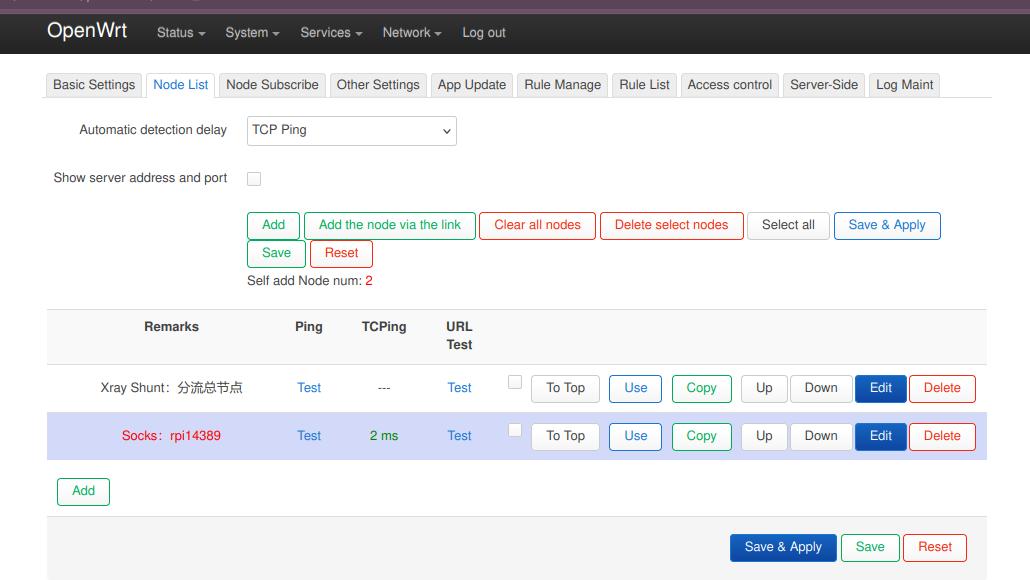 OpenWrt Status System Services Network Log out
Basic Settings Node List Node Subscribe Other Settings App Update Rule Manage Rule List Access control Server-Side Log Maint
Automatic detection delay TCP Ping
Show server address and port
Add Add the node via the link Clear all nodes Delete select nodes Select all Save & Apply
Save Reset
Self add Node num: 2
Remarks Ping TCPing URL
Test
Xray Shunt：分流总节点 Test --- Test To Top Use Copy Up Down Edit Delete
Socks：rpi14389 Test 2 ms Test To Top Use Copy Up Down Edit Delete
Add
Save & Apply Save Reset